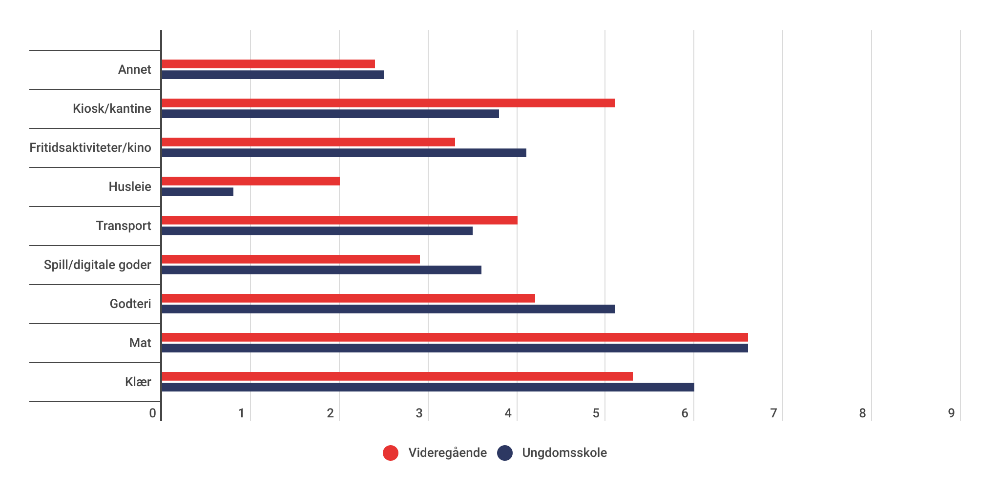 Annet
Kiosk/kantine
Fritidsaktiviteter/kino
Husleie
Transport
Spill/digitale goder
Godteri
Mat
Klær
0 1 2 3 4 5 6 7 8 9
Videregående Ungdomsskole